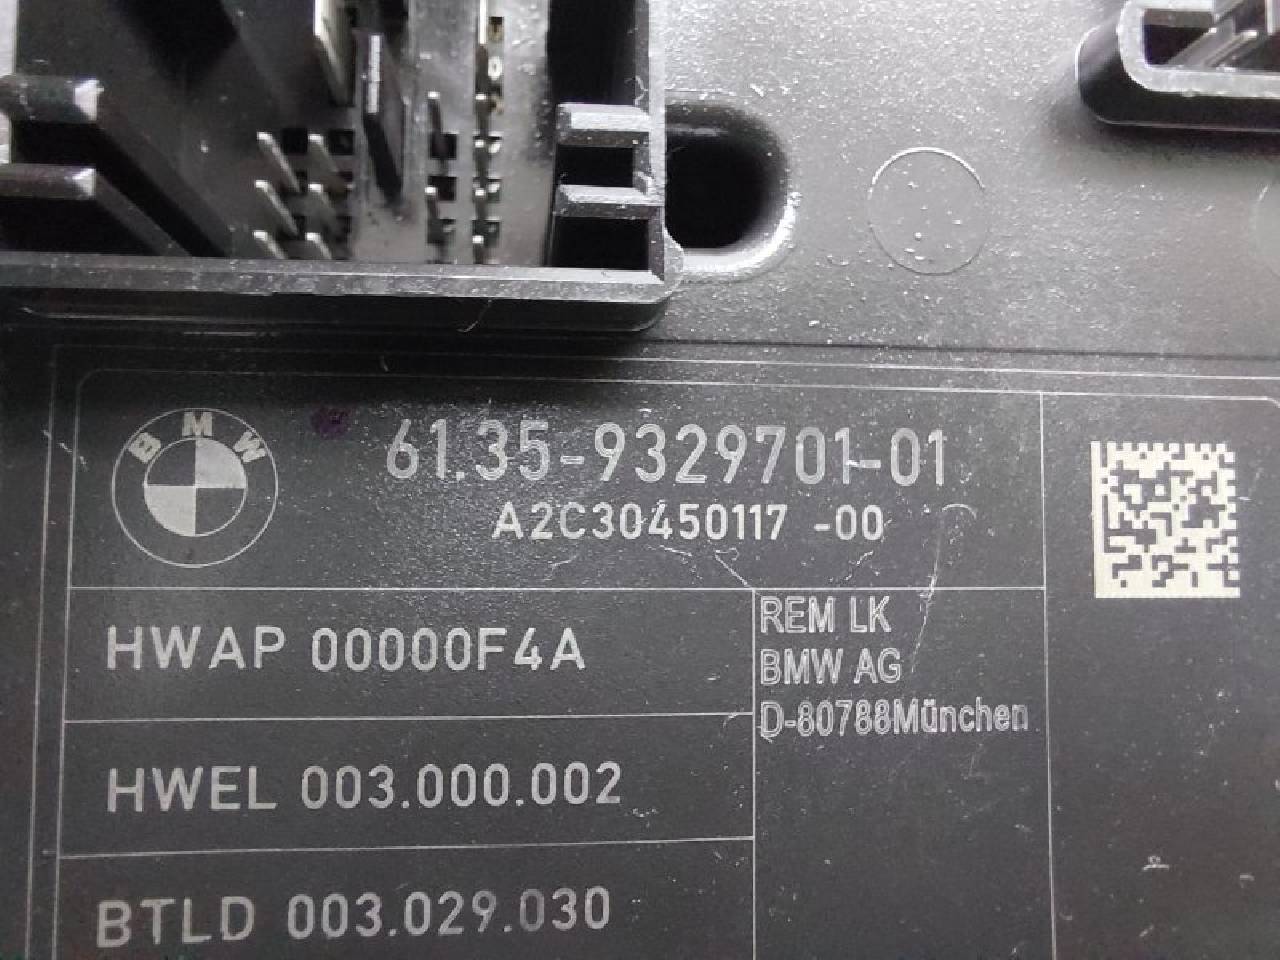 BMW
61.35-9329701-01
A2C30450117 -00
HWAP 00000F4A
REM LK
BMW AG
D-80788München
HWEL 003.000.002
BTLD 003.029.030